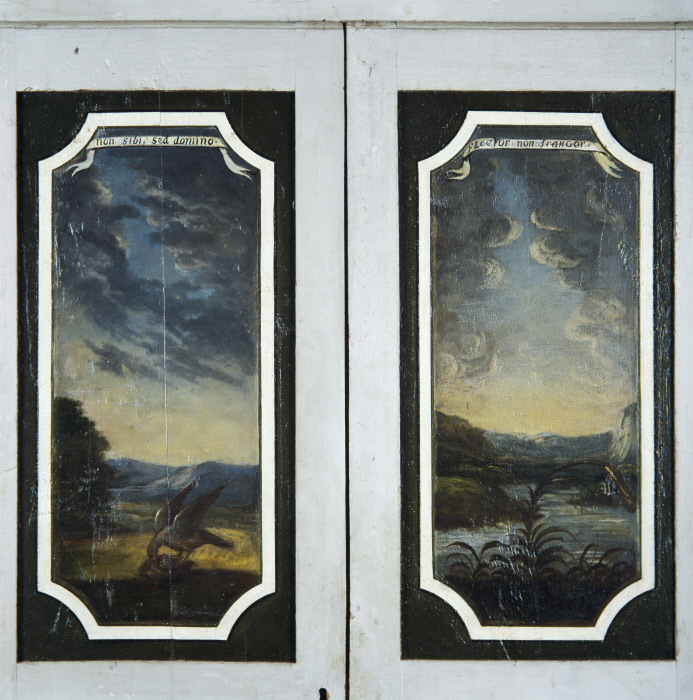 non sibi, sed domino.
flector non frangor.